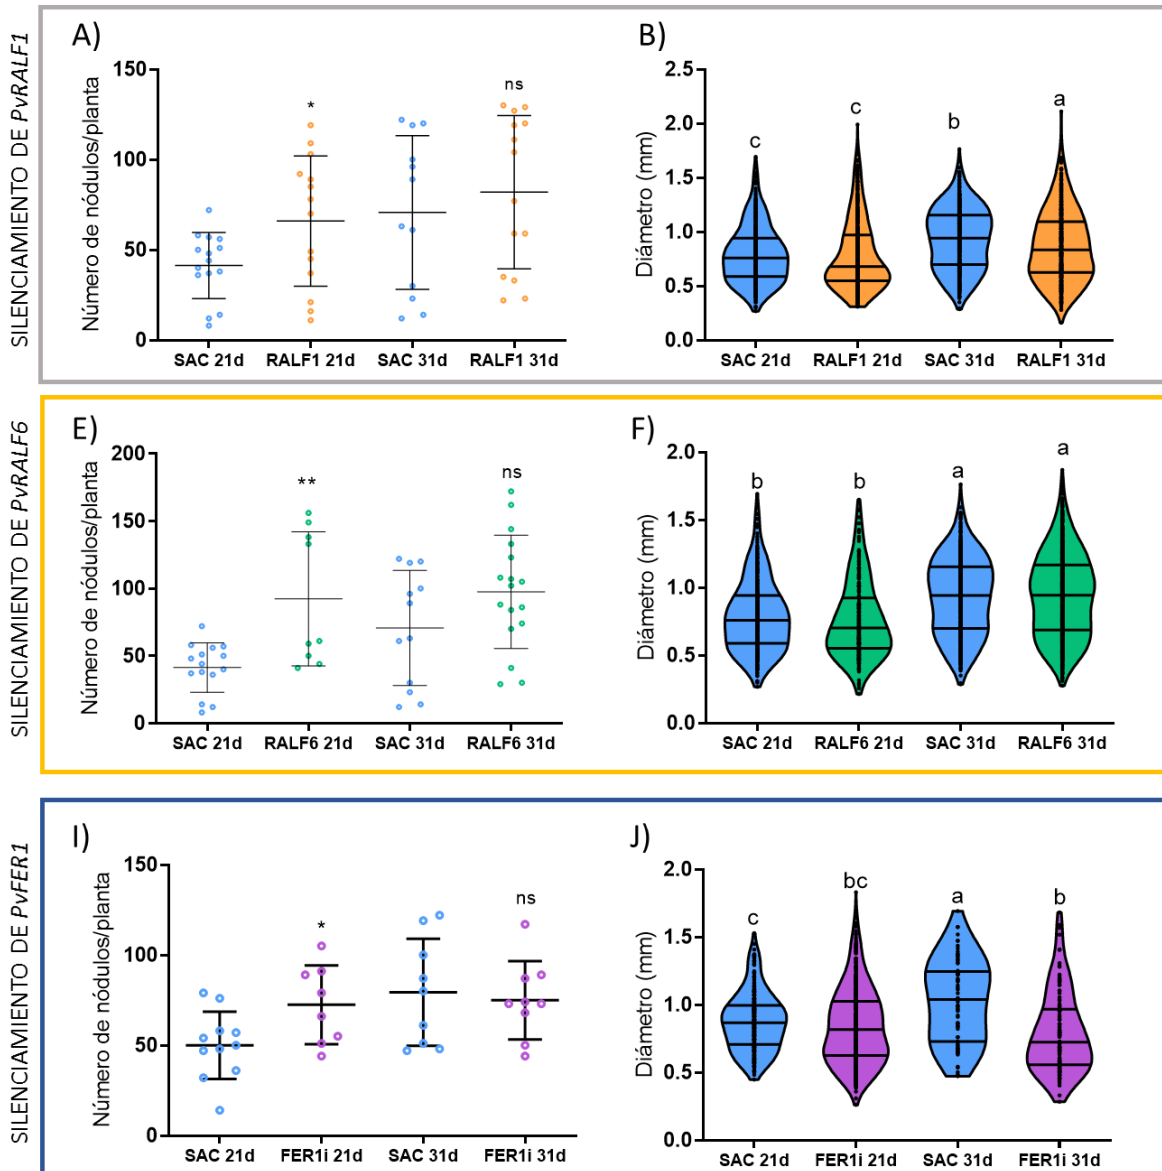 SILENCIAMIENTO DE PvRALF1
A)
Número de nódulos/planta
150
100
50
0
*
ns
SAC 21d
RALF1 21d
SAC 31d
RALF1 31d
B)
Diámetro (mm)
2.5
2.0
1.5
1.0
0.5
0.0
c
c
b
a
SAC 21d
RALF1 21d
SAC 31d
RALF1 31d
SILENCIAMIENTO DE PvRALF6
E)
Número de nódulos/planta
200
150
100
50
0
**
ns
SAC 21d
RALF6 21d
SAC 31d
RALF6 31d
F)
Diámetro (mm)
2.0
1.5
1.0
0.5
0.0
b
b
a
a
SAC 21d
RALF6 21d
SAC 31d
RALF6 31d
SILENCIAMIENTO DE PvFER1
I)
Número de nódulos/planta
150
100
50
0
*
ns
SAC 21d
FER1i 21d
SAC 31d
FER1i 31d
J)
Diámetro (mm)
2.0
1.5
1.0
0.5
0.0
c
bc
a
b
SAC 21d
FER1i 21d
SAC 31d
FER1i 31d